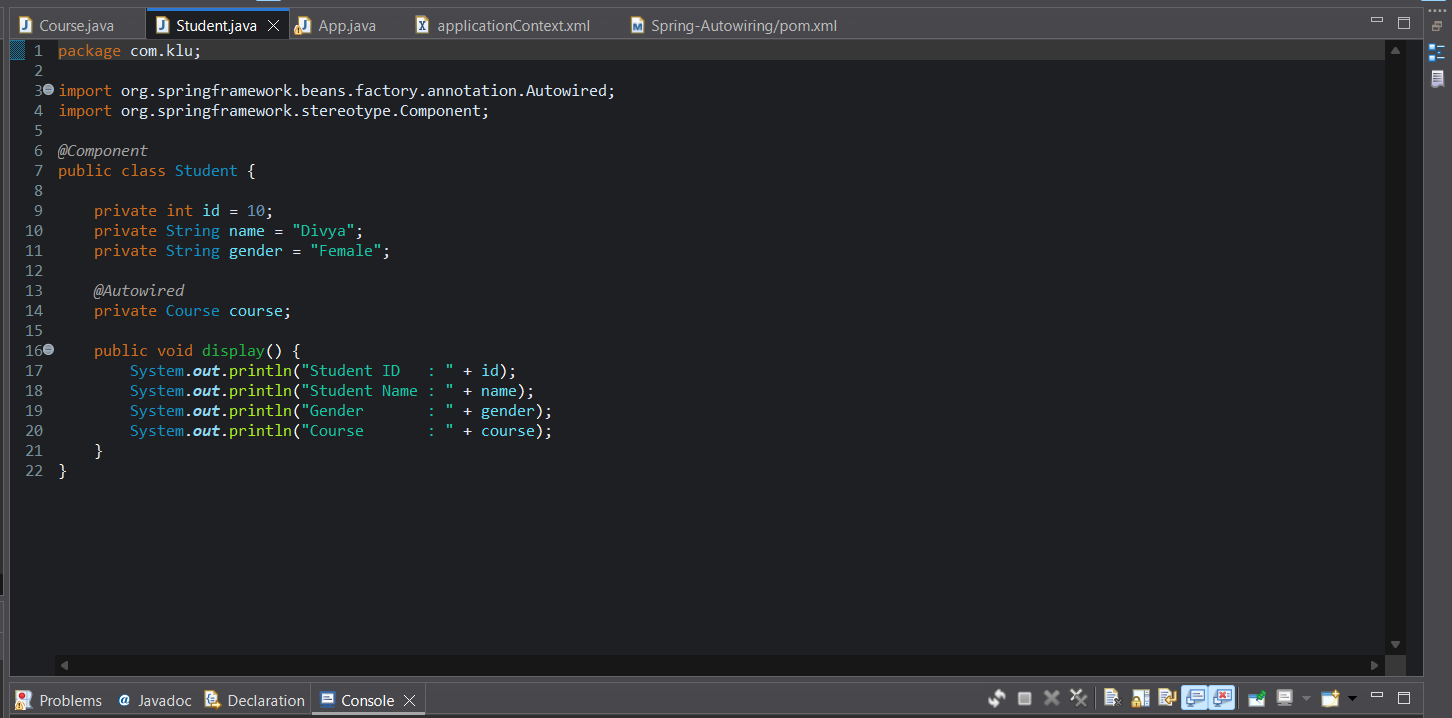 Course.java Student.java App.java applicationContext.xml Spring-Autowiring/pom.xml
1 package com.klu;
2
3 import org.springframework.beans.factory.annotation.Autowired;
4 import org.springframework.stereotype.Component;
5
6 @Component
7 public class Student {
8
9     private int id = 10;
10     private String name = "Divya";
11     private String gender = "Female";
12
13     @Autowired
14     private Course course;
15
16     public void display() {
17         System.out.println("Student ID   : " + id);
18         System.out.println("Student Name : " + name);
19         System.out.println("Gender       : " + gender);
20         System.out.println("Course       : " + course);
21     }
22 }
Problems Javadoc Declaration Console